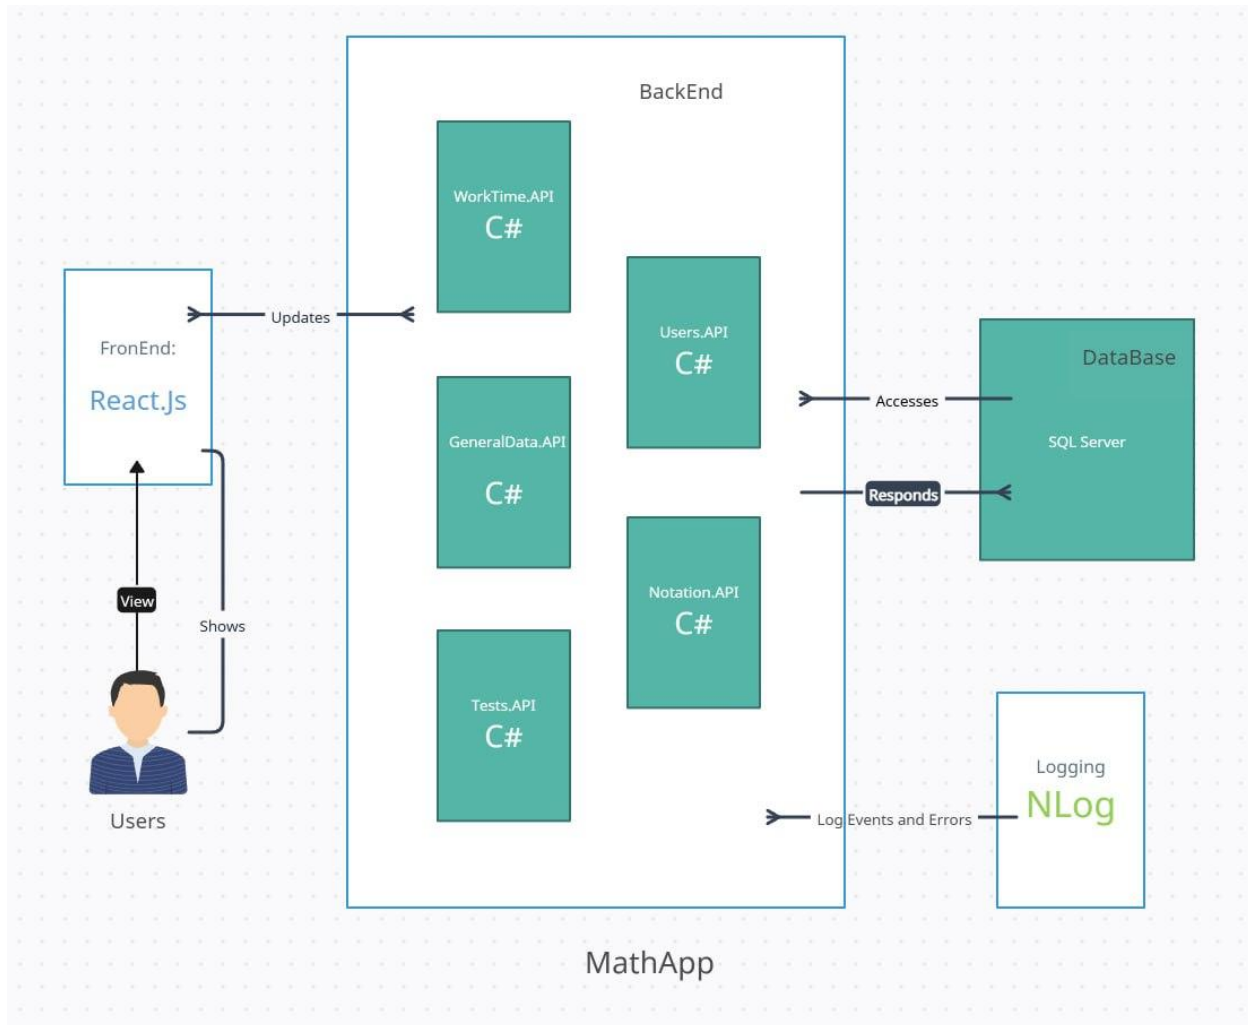 BackEnd
WorkTime.API
C#
Users.API
C#
Updates
FronEnd:
React.Js
DataBase
Accesses
SQL Server
GeneralData.API
C#
Responds
View
Shows
Notation.API
C#
Tests.API
C#
Logging
NLog
Log Events and Errors
Users
MathApp